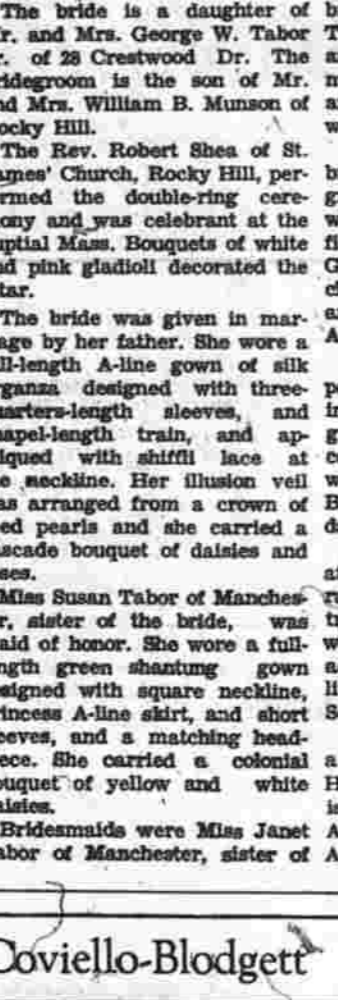 The bride is a daughter of
r. and Mrs. George W. Tabor
. of 28 Crestwood Dr. The
ridegroom is the son of Mr.
nd Mrs. William B. Munson of
ocky Hill.
The Rev. Robert Shea of St.
ames' Church, Rocky Hill, per-
rmed the double-ring cere-
ony and was celebrant at the
uptial Mass. Bouquets of white
nd pink gladioli decorated the
tar.
The bride was given in mar-
age by her father. She wore a
ll-length A-line gown of silk
rganza designed with three-
uarters-length sleeves, and
hapel-length train, and ap-
liqued with shiffli lace at
e neckline. Her illusion veil
as arranged from a crown of
ed pearls and she carried a
ascade bouquet of daisies and
ses.
Miss Susan Tabor of Manches-
r, sister of the bride, was
aid of honor. She wore a full-
ngth green shantung gown
signed with square neckline,
rincess A-line skirt, and short
eeves, and a matching head-
ece. She carried a colonial
ouquet of yellow and white
aisies.
Bridesmaids were Miss Janet
abor of Manchester, sister of
Coviello-Blodgett